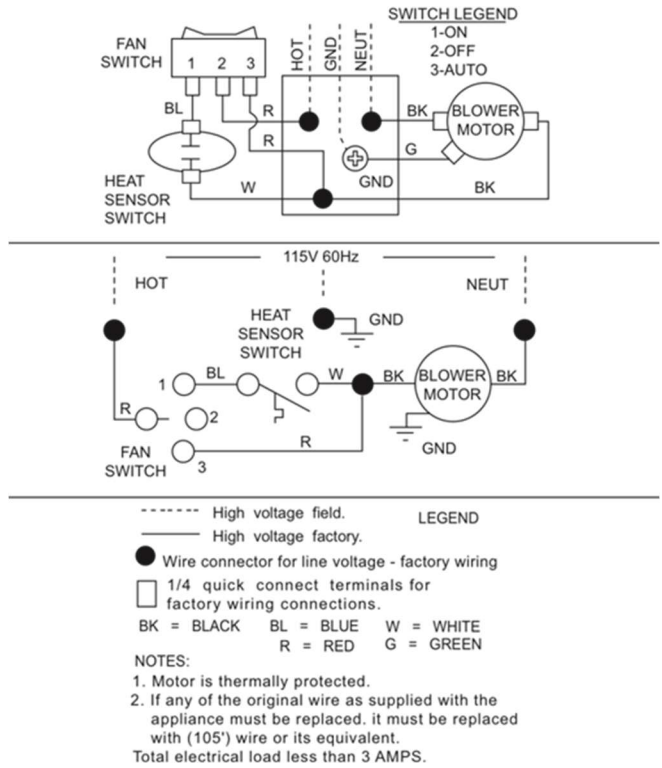 SWITCH LEGEND
1-ON
2-OFF
3-AUTO
FAN
SWITCH
1 2 3
HOT
GND
NEUT
BL
R
R
BK
BLOWER
MOTOR
G
GND
HEAT
SENSOR
SWITCH
W
BK
115V 60Hz
HOT
NEUT
HEAT
SENSOR
SWITCH
GND
1
BL
W
BK
BLOWER
MOTOR
BK
R
2
FAN
SWITCH
3
R
GND
High voltage field.
LEGEND
High voltage factory.
Wire connector for line voltage - factory wiring
1/4 quick connect terminals for
factory wiring connections.
BK = BLACK BL = BLUE W = WHITE
R = RED G = GREEN
NOTES:
1. Motor is thermally protected.
2. If any of the original wire as supplied with the
appliance must be replaced. it must be replaced
with (105') wire or its equivalent.
Total electrical load less than 3 AMPS.